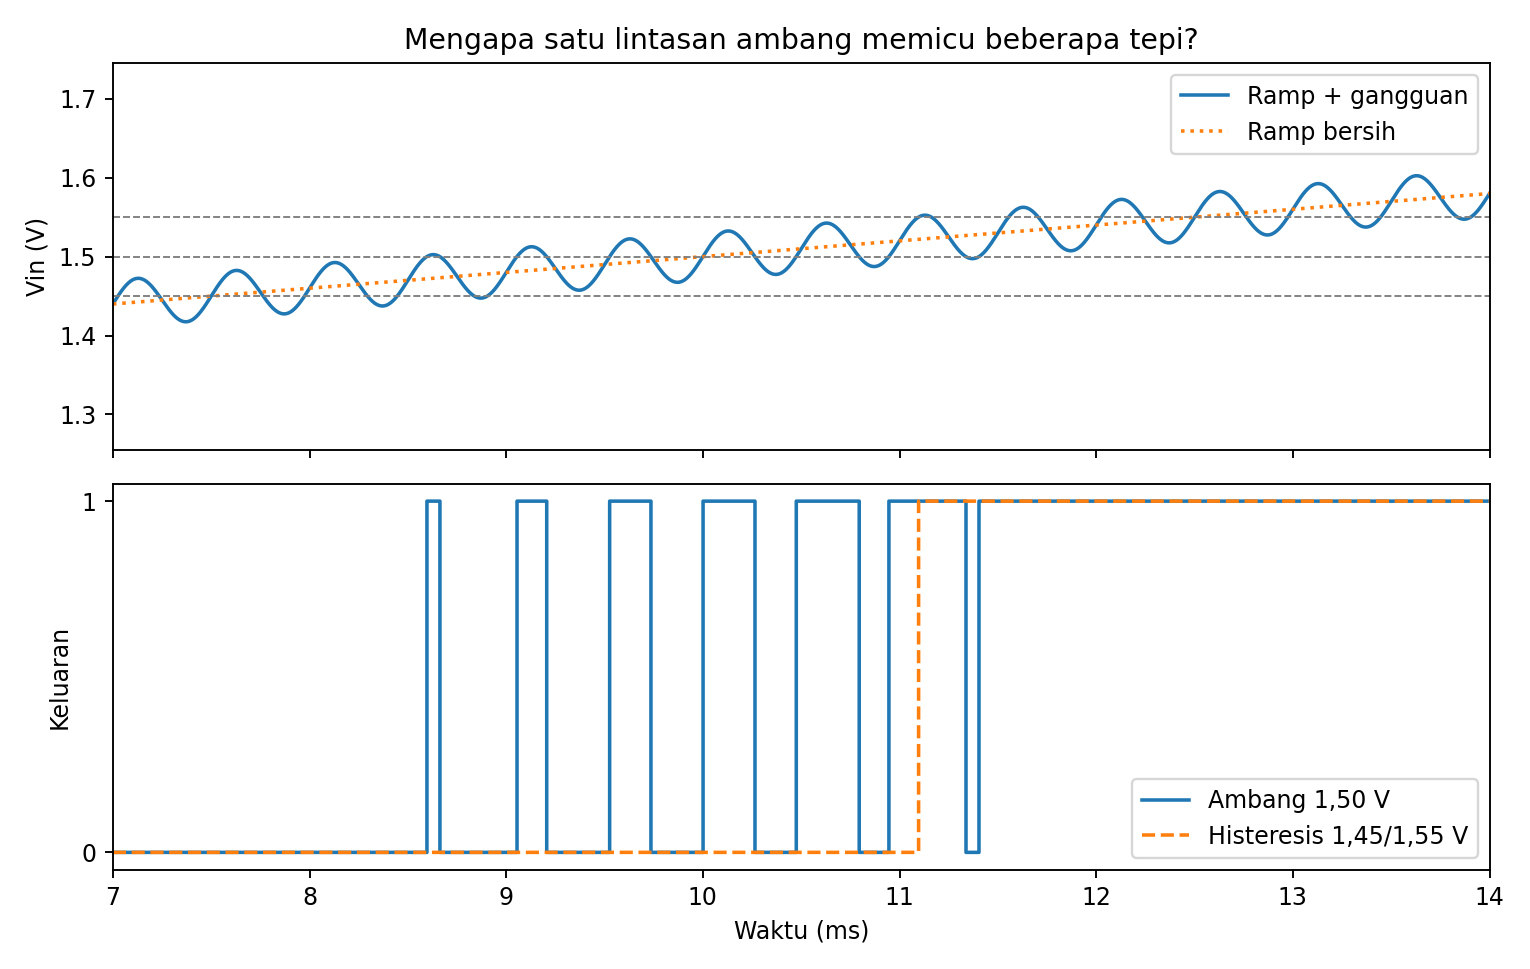 Mengapa satu lintasan ambang memicu beberapa tepi?
Vin (V)
1.7
1.6
1.5
1.4
1.3
Ramp + gangguan
Ramp bersih
Keluaran
1
0
Ambang 1,50 V
Histeresis 1,45/1,55 V
7 8 9 10 11 12 13 14
Waktu (ms)